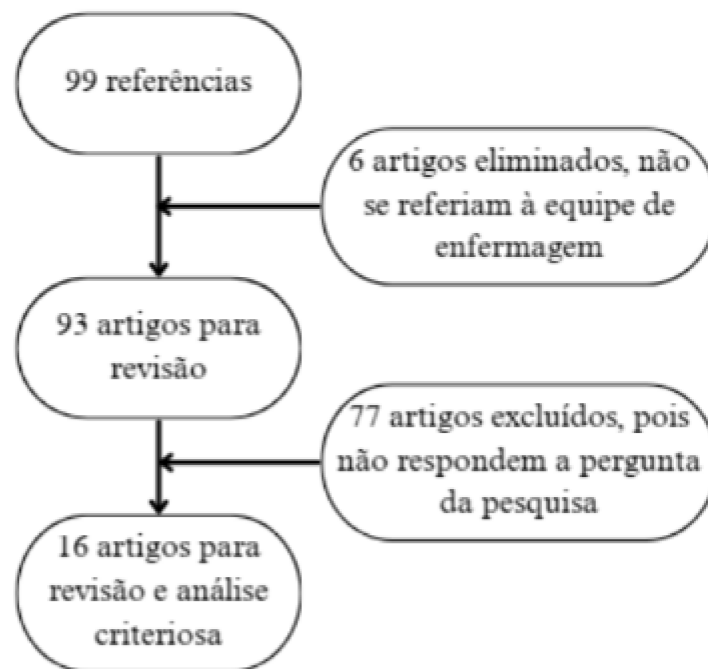 99 referências
6 artigos eliminados, não
se referiam à equipe de
enfermagem
93 artigos para
revisão
77 artigos excluídos, pois
não respondem a pergunta
da pesquisa
16 artigos para
revisão e análise
criteriosa